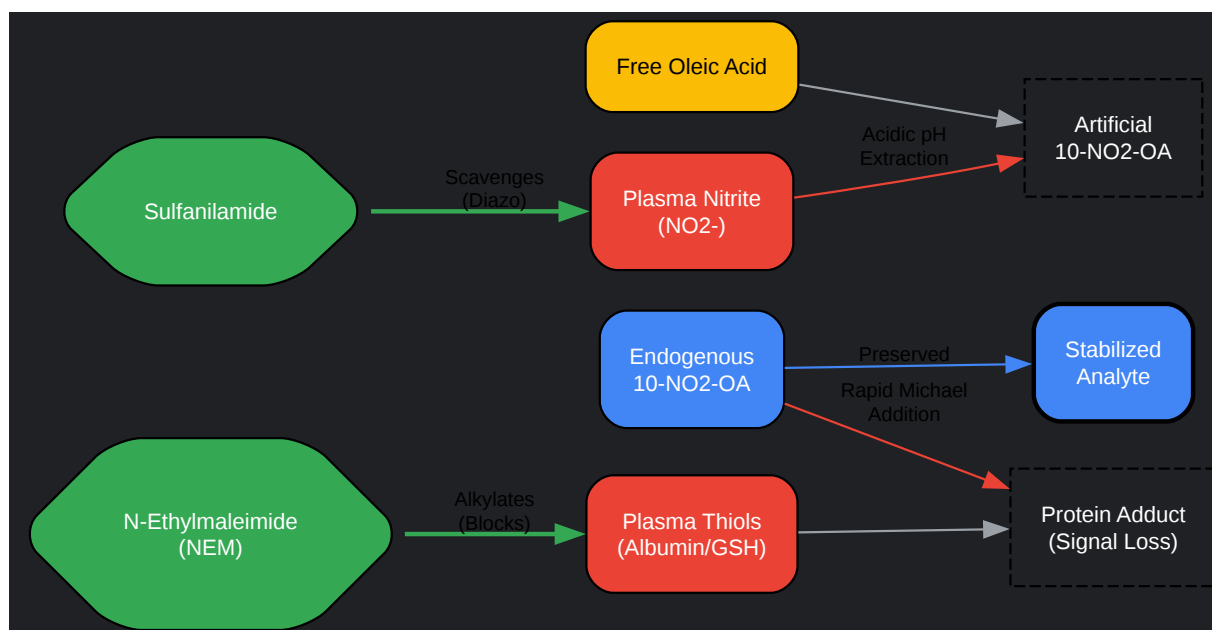 Free Oleic Acid
Artificial
10-NO2-OA
Acidic pH
Extraction
Sulfanilamide
Scavenges
(Diazo)
Plasma Nitrite
(NO2-)
Endogenous
10-NO2-OA
Preserved
Stabilized
Analyte
Rapid Michael
Addition
N-Ethylmaleimide
(NEM)
Alkylates
(Blocks)
Plasma Thiols
(Albumin/GSH)
Protein Adduct
(Signal Loss)